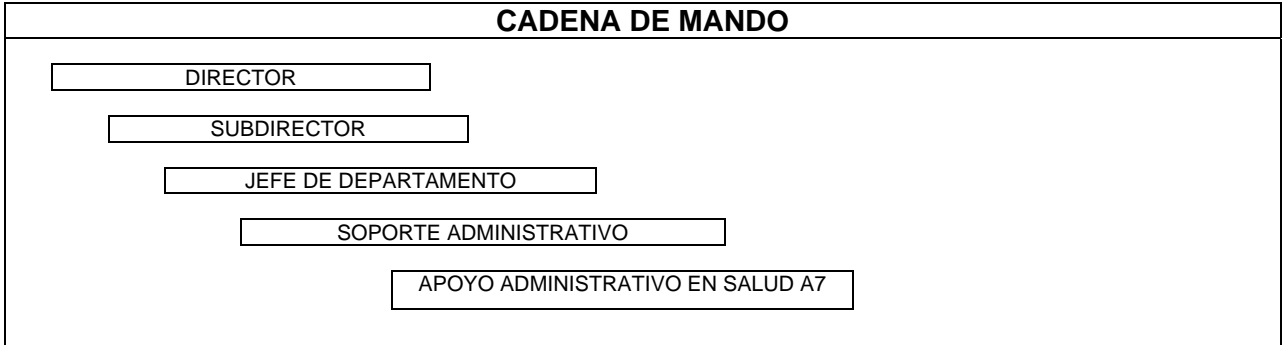 CADENA DE MANDO
DIRECTOR
SUBDIRECTOR
JEFE DE DEPARTAMENTO
SOPORTE ADMINISTRATIVO
APOYO ADMINISTRATIVO EN SALUD A7